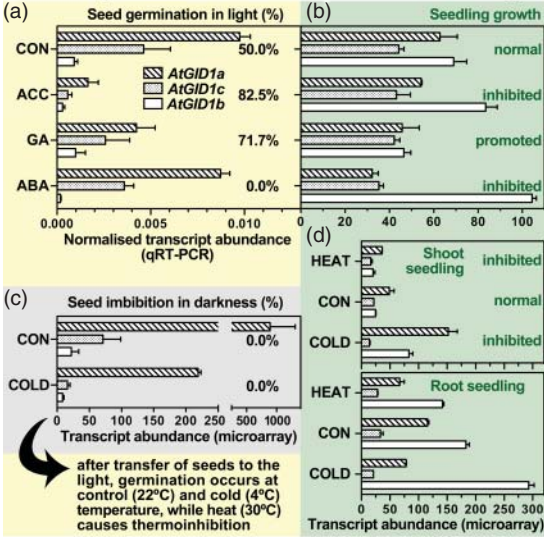 (a)
Seed germination in light (%)
CON
50.0%
AtGID1a
AtGID1c
AtGID1b
ACC
82.5%
GA
71.7%
ABA
0.0%
0.000
0.005
0.010
Normalised transcript abundance
(qRT-PCR)
(b)
Seedling growth
normal
inhibited
promoted
inhibited
0
20
40
60
80
100
(c)
Seed imbibition in darkness (%)
CON
0.0%
COLD
0.0%
0
50
100
150
200
250
500
1000
Transcript abundance (microarray)
after transfer of seeds to the
light, germination occurs at
control (22ºC) and cold (4ºC)
temperature, while heat (30ºC)
causes thermoinhibition
(d)
HEAT
Shoot
seedling
inhibited
CON
normal
COLD
inhibited
HEAT
Root seedling
CON
COLD
0
50
100
150
200
250
300
Transcript abundance (microarray)